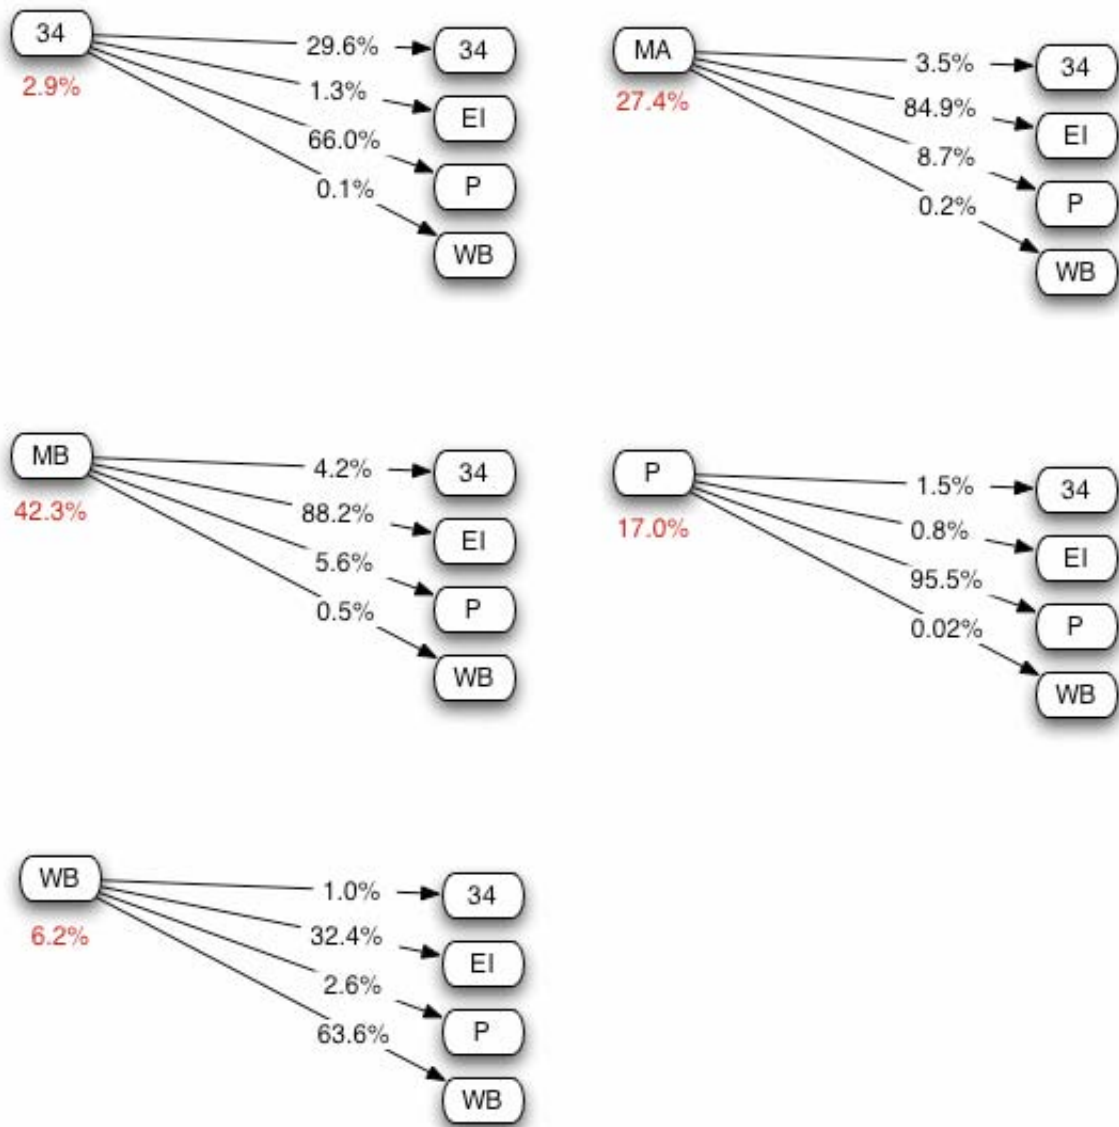 34
2.9%
29.6%
1.3%
66.0%
0.1%
34
EI
P
WB
MA
27.4%
3.5%
84.9%
8.7%
0.2%
34
EI
P
WB
MB
42.3%
4.2%
88.2%
5.6%
0.5%
34
EI
P
WB
P
17.0%
1.5%
0.8%
95.5%
0.02%
34
EI
P
WB
WB
6.2%
1.0%
32.4%
2.6%
63.6%
34
EI
P
WB